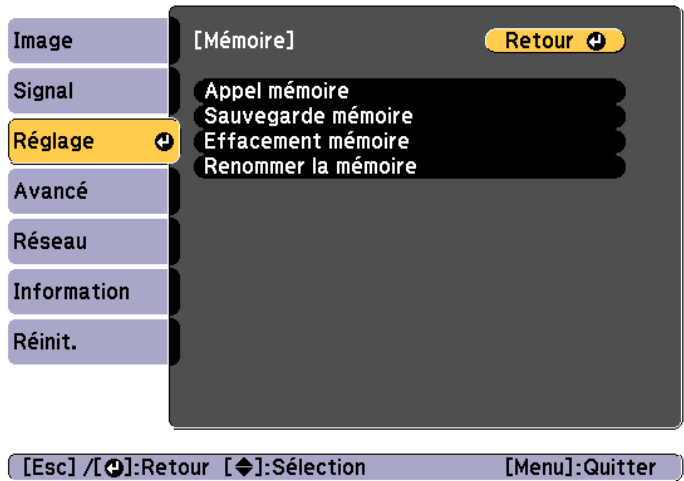 Image
Signal
Réglage
Avancé
Réseau
Information
Réinit.
[Mémoire]
Retour
Appel mémoire
Sauvegarde mémoire
Effacement mémoire
Renommer la mémoire
[Esc] /[⏎]:Retour [◆]:Sélection [Menu]:Quitter